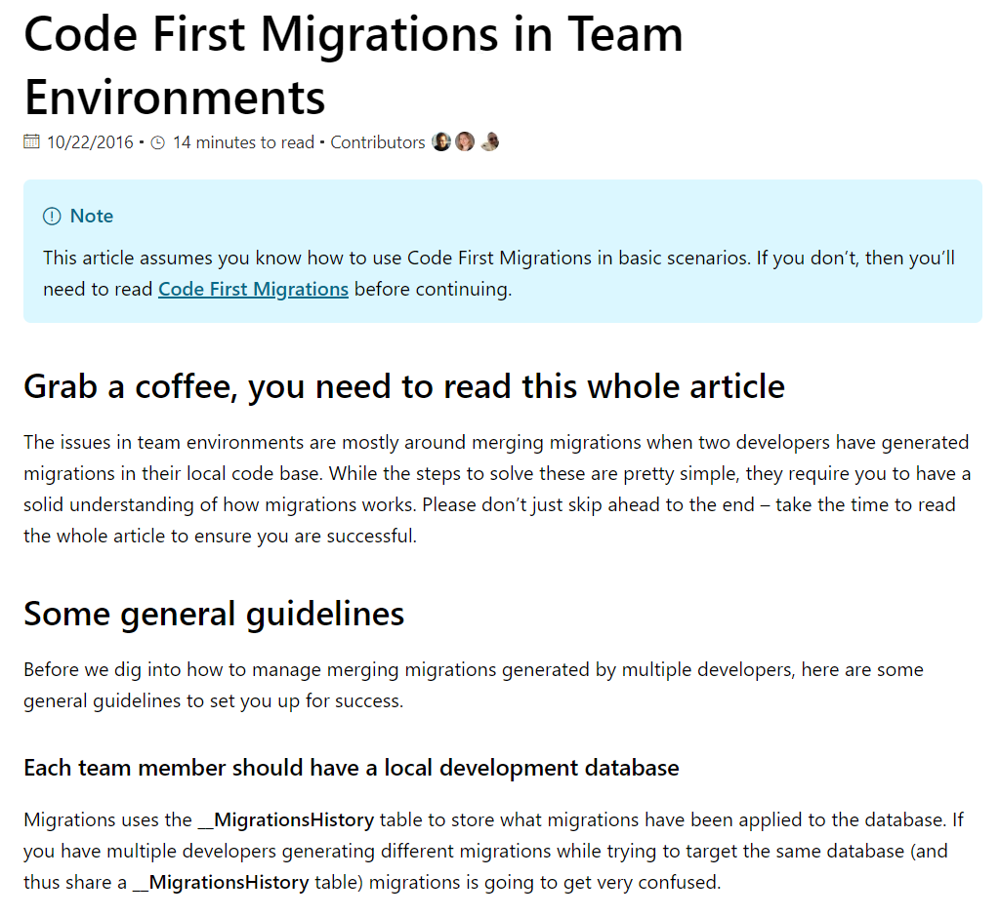 Code First Migrations in Team
Environments
10/22/2016 • 14 minutes to read • Contributors
Note
This article assumes you know how to use Code First Migrations in basic scenarios. If you don’t, then you’ll
need to read Code First Migrations before continuing.
Grab a coffee, you need to read this whole article
The issues in team environments are mostly around merging migrations when two developers have generated
migrations in their local code base. While the steps to solve these are pretty simple, they require you to have a
solid understanding of how migrations works. Please don’t just skip ahead to the end – take the time to read
the whole article to ensure you are successful.
Some general guidelines
Before we dig into how to manage merging migrations generated by multiple developers, here are some
general guidelines to set you up for success.
Each team member should have a local development database
Migrations uses the __MigrationsHistory table to store what migrations have been applied to the database. If
you have multiple developers generating different migrations while trying to target the same database (and
thus share a __MigrationsHistory table) migrations is going to get very confused.